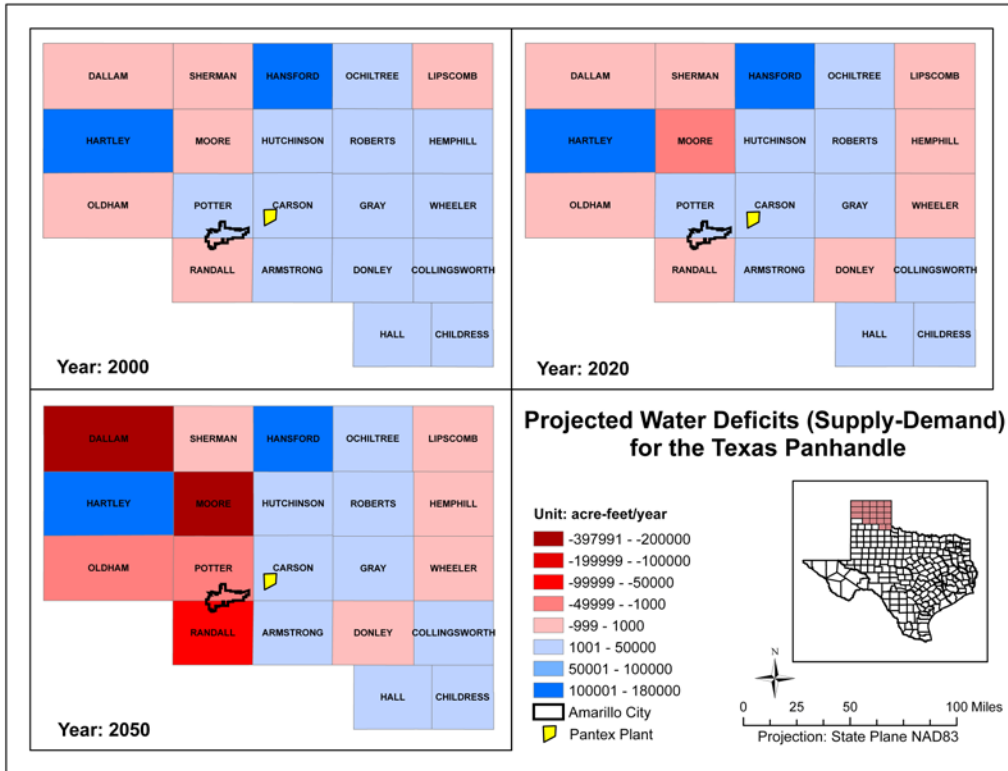 DALLAM SHERMAN HANSFORD OCHILTREE LIPSCOMB
HARTLEY MOORE HUTCHINSON ROBERTS HEMPHILL
OLDHAM POTTER CARSON GRAY WHEELER
RANDALL ARMSTRONG DONLEY COLLINGSWORTH
HALL CHILDRESS
Year: 2000
DALLAM SHERMAN HANSFORD OCHILTREE LIPSCOMB
HARTLEY MOORE HUTCHINSON ROBERTS HEMPHILL
OLDHAM POTTER CARSON GRAY WHEELER
RANDALL ARMSTRONG DONLEY COLLINGSWORTH
HALL CHILDRESS
Year: 2020
DALLAM SHERMAN HANSFORD OCHILTREE LIPSCOMB
HARTLEY MOORE HUTCHINSON ROBERTS HEMPHILL
OLDHAM POTTER CARSON GRAY WHEELER
RANDALL ARMSTRONG DONLEY COLLINGSWORTH
HALL CHILDRESS
Year: 2050
Projected Water Deficits (Supply-Demand)
for the Texas Panhandle
Unit: acre-feet/year
-397991 - -200000
-199999 - -100000
-99999 - -50000
-49999 - -1000
-999 - 1000
1001 - 50000
50001 - 100000
100001 - 180000
Amarillo City
Pantex Plant
N
0 50 100 Miles
Projection: State Plane NAD83